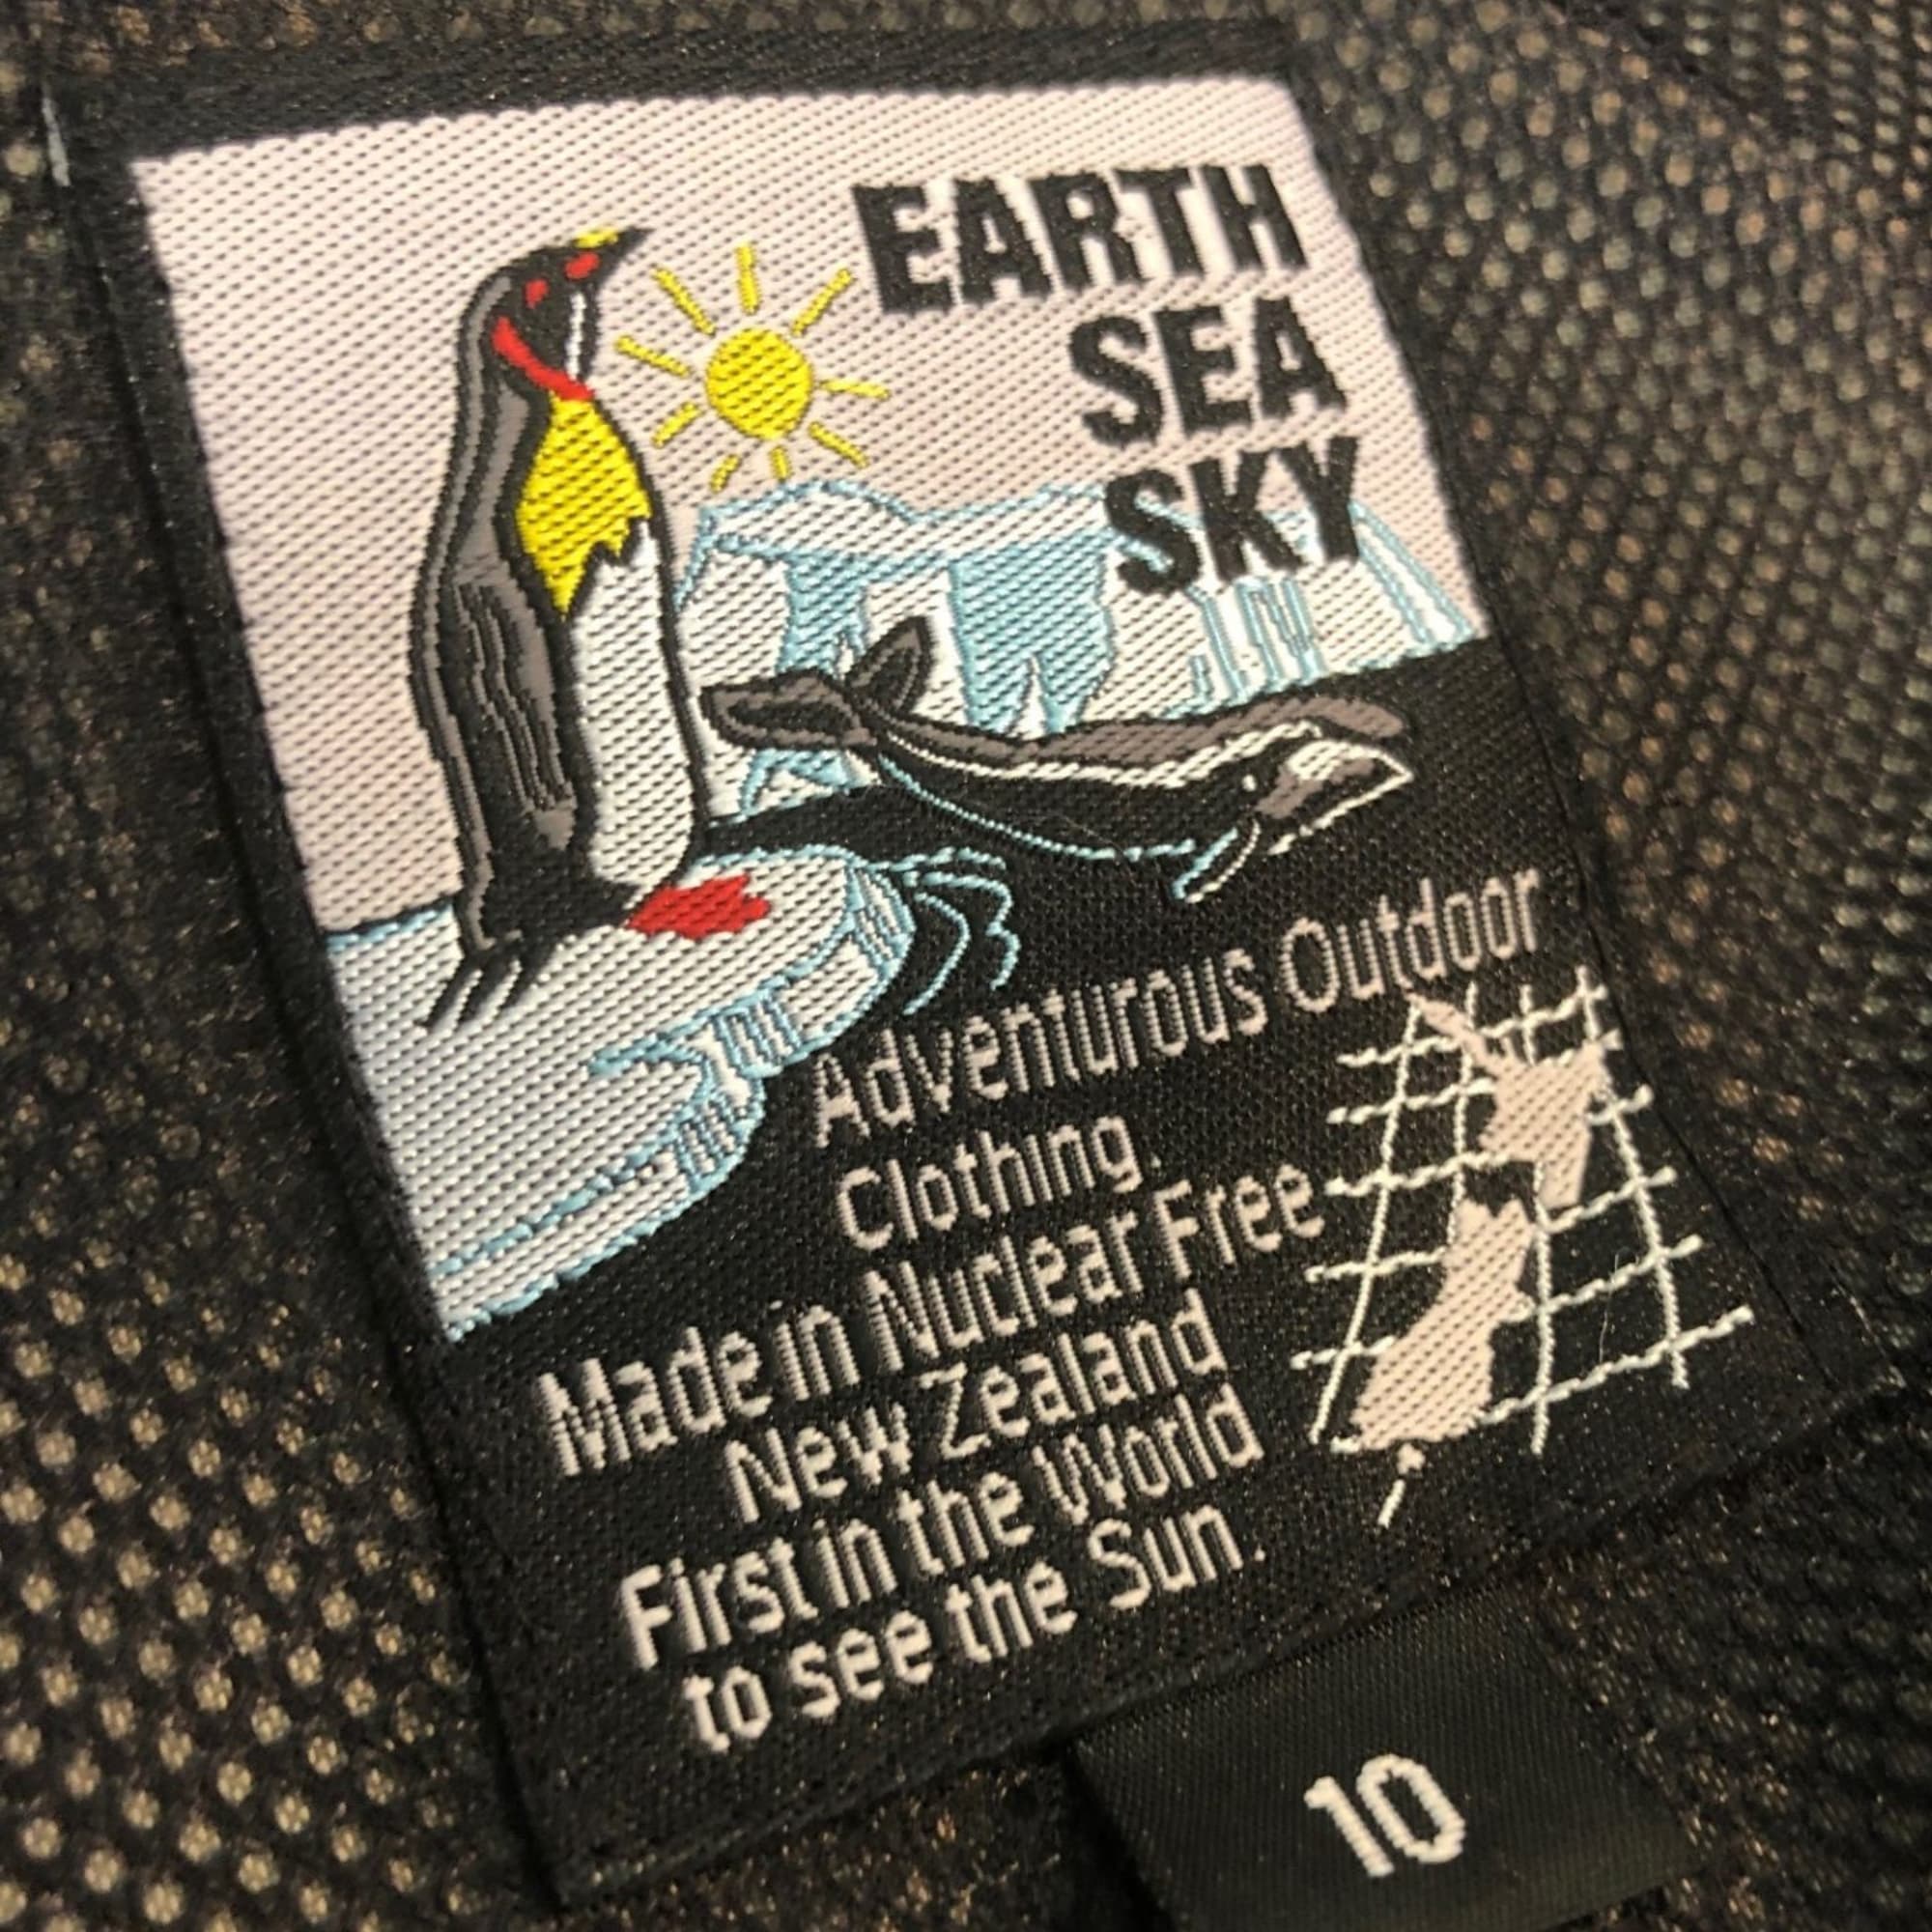 EARTH
SEA
SKY
Adventurous Outdoor
Clothing.
Made in Nuclear Free
New Zealand
First in the World
to see the Sun.
10